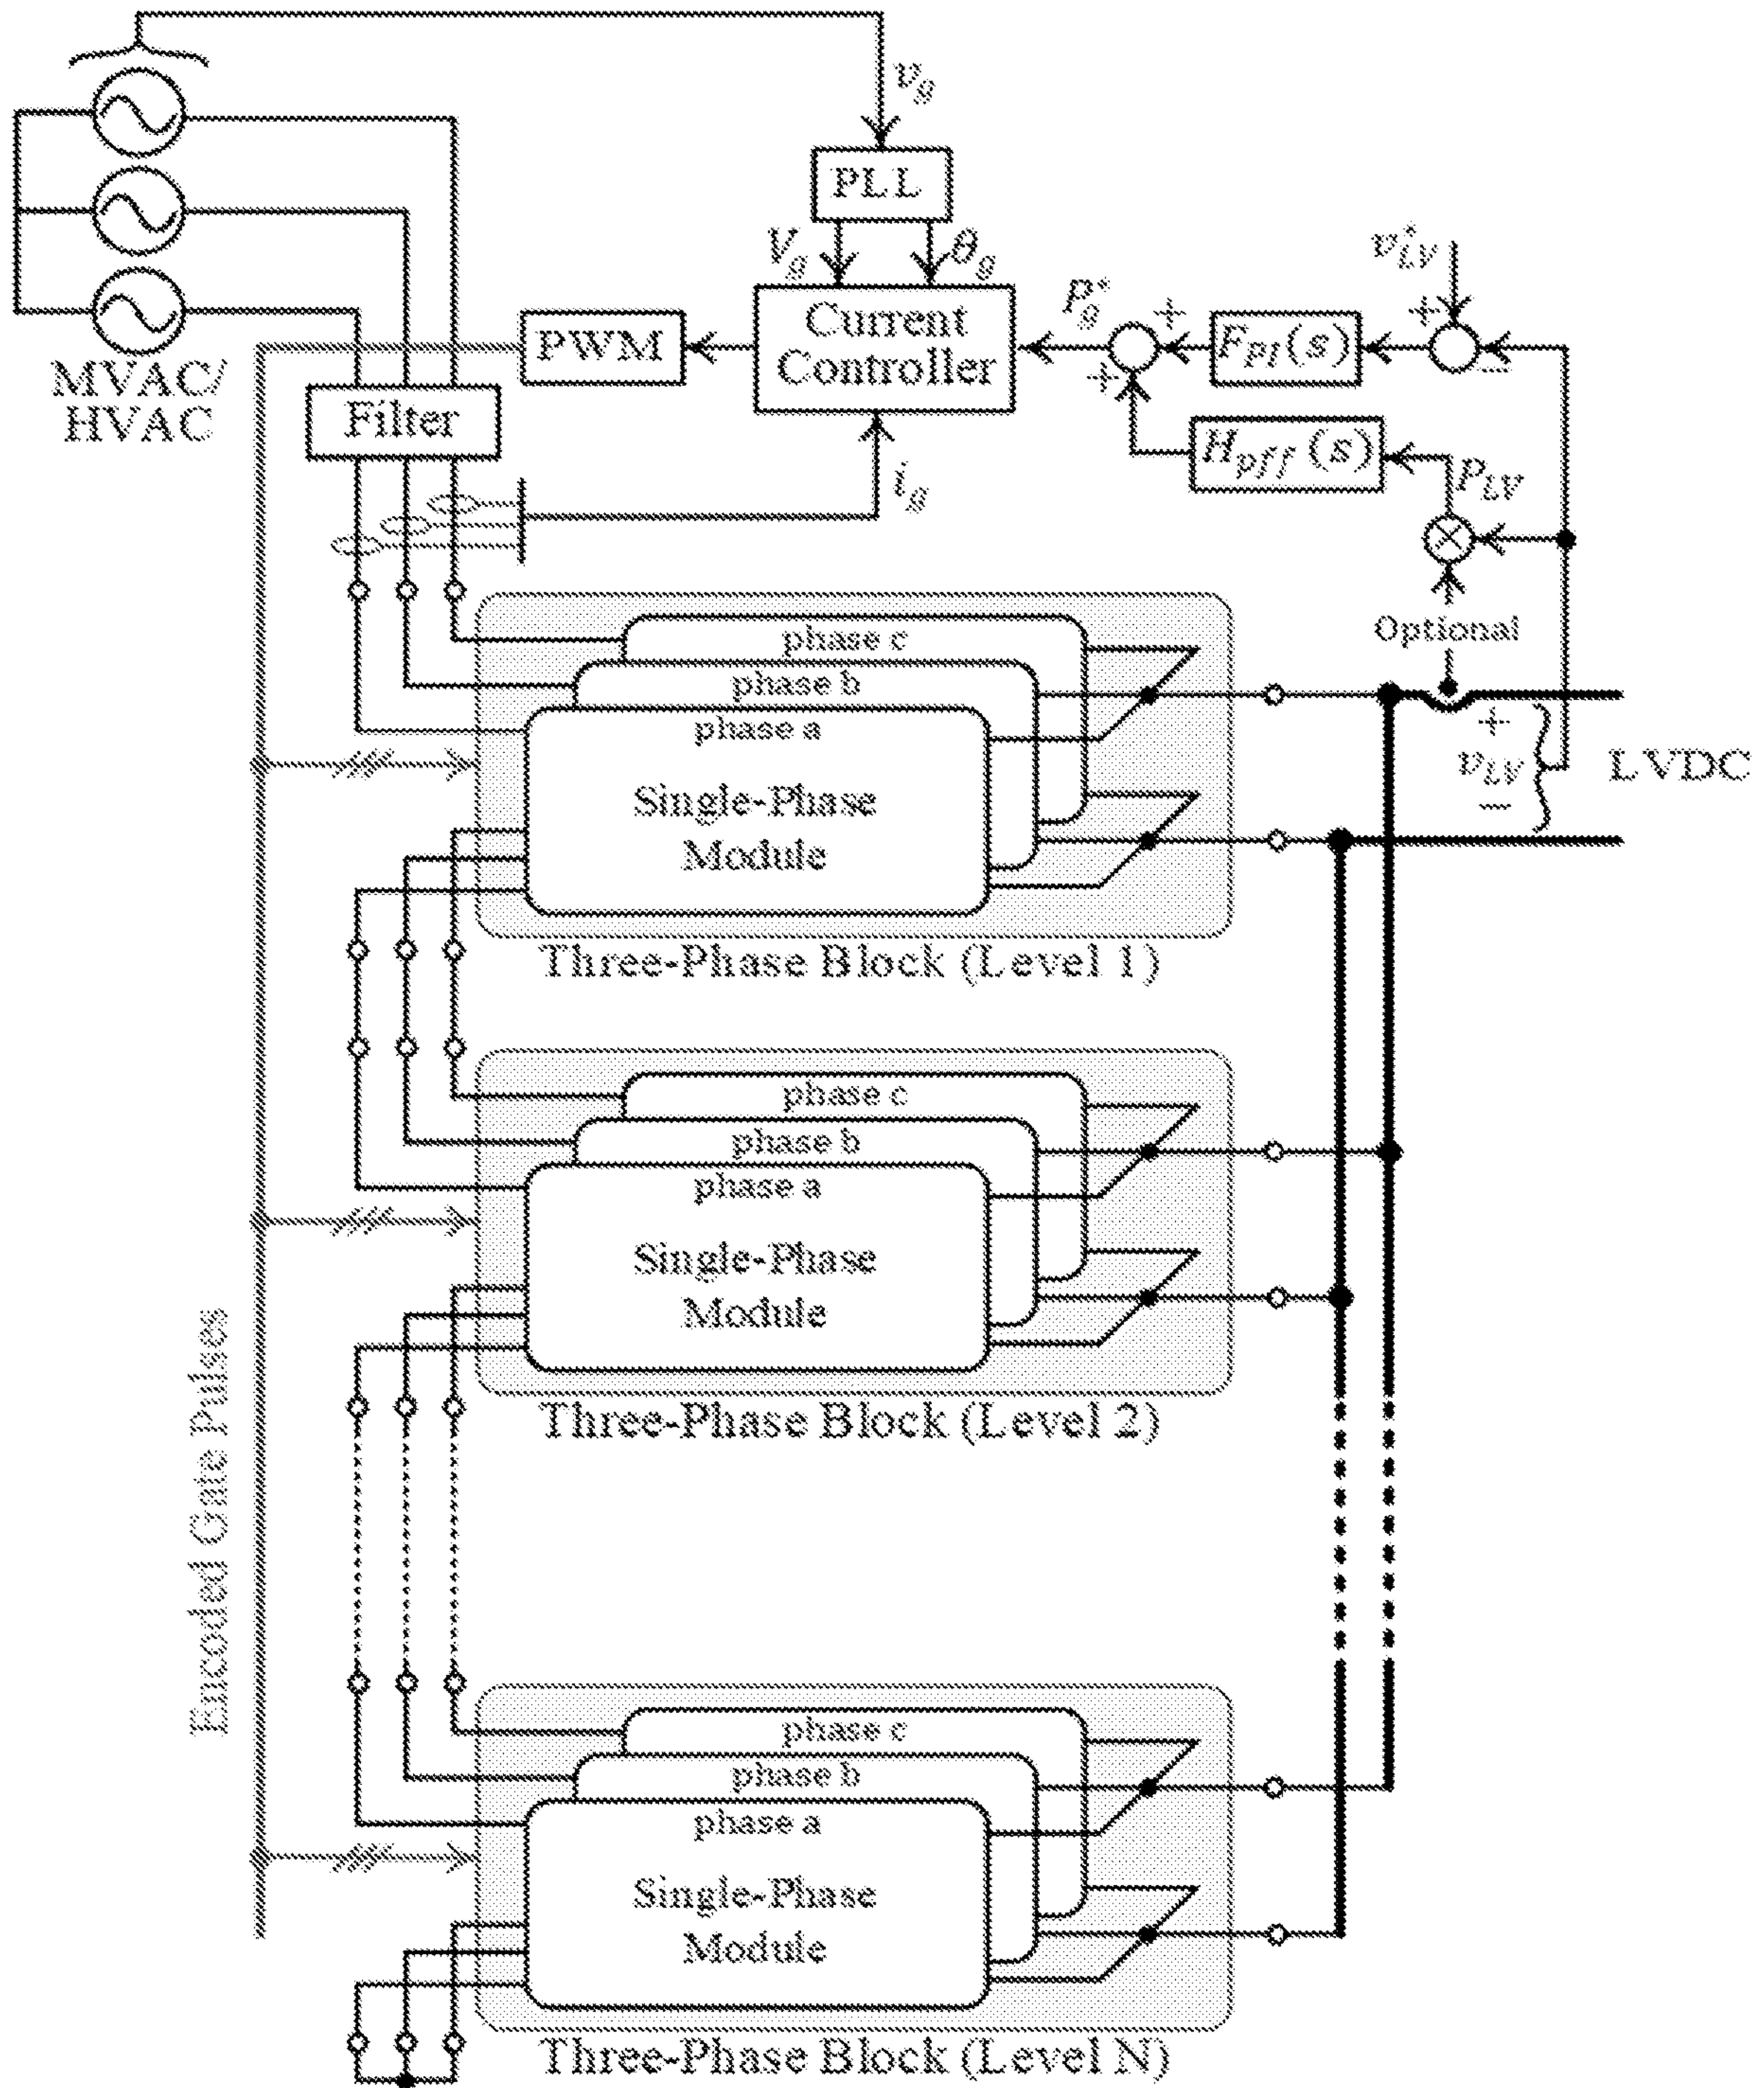 v_g
PLL
V_g
θ_g
v*_LV
MVAC/
HVAC
PWM
Current
Controller
P*_g
+
+
F_PI(s)
+
−
Filter
H_pff(s)
i_g
P_LV
Optional
phase c
phase b
phase a
Single-Phase
Module
+
v_LV
−
LVDC
Three-Phase Block (Level 1)
phase c
phase b
phase a
Single-Phase
Module
Three-Phase Block (Level 2)
Encoded Gate Pulses
phase c
phase b
phase a
Single-Phase
Module
Three-Phase Block (Level N)